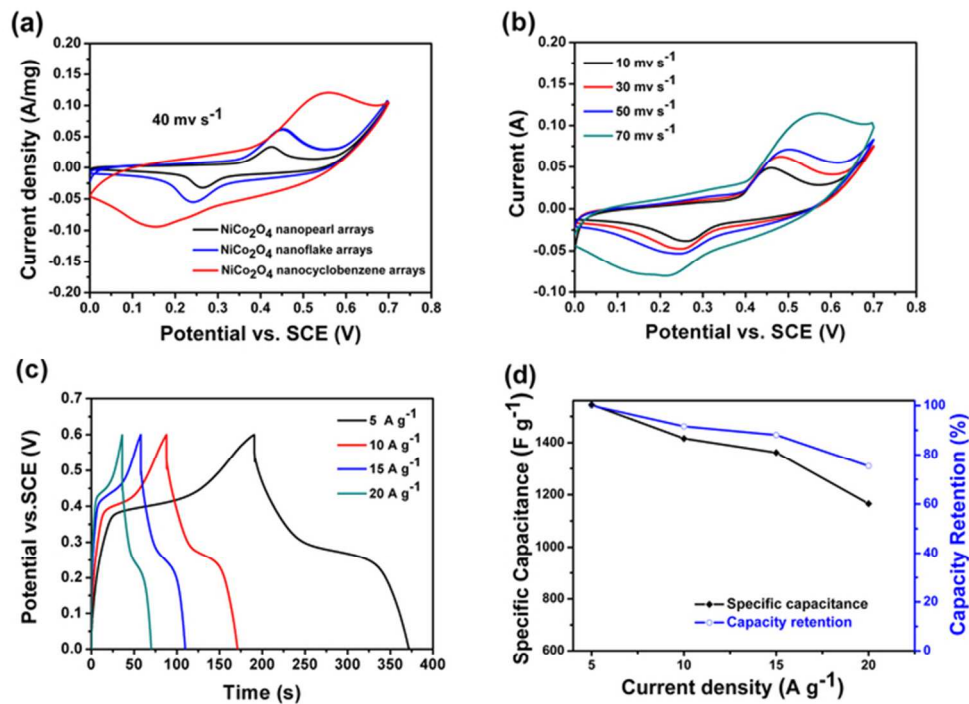 (a)
0.20
0.15
0.10
0.05
0.00
-0.05
-0.10
-0.15
-0.20
Current density (A/mg)
40 mv s⁻¹
NiCo₂O₄ nanopearl arrays
NiCo₂O₄ nanoflake arrays
NiCo₂O₄ nanocyclobenzene arrays
0.0 0.1 0.2 0.3 0.4 0.5 0.6 0.7 0.8
Potential vs. SCE (V)
(b)
0.20
0.15
0.10
0.05
0.00
-0.05
-0.10
Current (A)
10 mv s⁻¹
30 mv s⁻¹
50 mv s⁻¹
70 mv s⁻¹
0.0 0.1 0.2 0.3 0.4 0.5 0.6 0.7 0.8
Potential vs. SCE (V)
(c)
0.7
0.6
0.5
0.4
0.3
0.2
0.1
0.0
Potential vs.SCE (V)
5 A g⁻¹
10 A g⁻¹
15 A g⁻¹
20 A g⁻¹
0 50 100 150 200 250 300 350 400
Time (s)
(d)
1400
1200
1000
800
600
Specific Capacitance (F g⁻¹)
Specific capacitance
Capacity retention
100
80
60
40
20
0
Capacity Retention (%)
5 10 15 20
Current density (A g⁻¹)